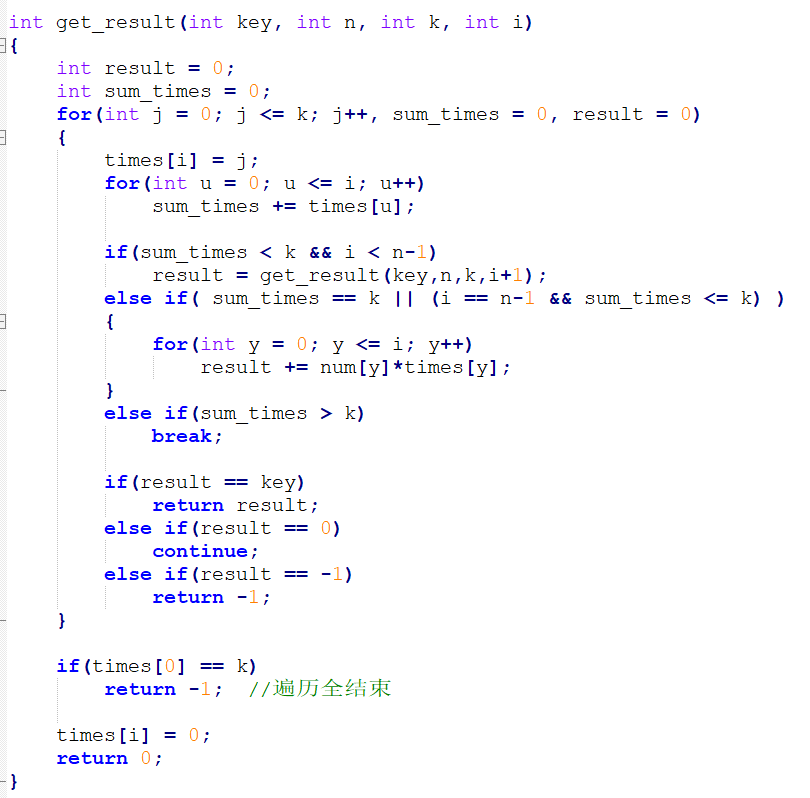 int get_result(int key, int n, int k, int i)
{
    int result = 0;
    int sum_times = 0;
    for(int j = 0; j <= k; j++, sum_times = 0, result = 0)
    {
        times[i] = j;
        for(int u = 0; u <= i; u++)
            sum_times += times[u];

        if(sum_times < k && i < n-1)
            result = get_result(key,n,k,i+1);
        else if( sum_times == k || (i == n-1 && sum_times <= k) )
        {
            for(int y = 0; y <= i; y++)
                result += num[y]*times[y];
        }
        else if(sum_times > k)
            break;

        if(result == key)
            return result;
        else if(result == 0)
            continue;
        else if(result == -1)
            return -1;
    }

    if(times[0] == k)
        return -1;  //遍历全结束

    times[i] = 0;
    return 0;
}